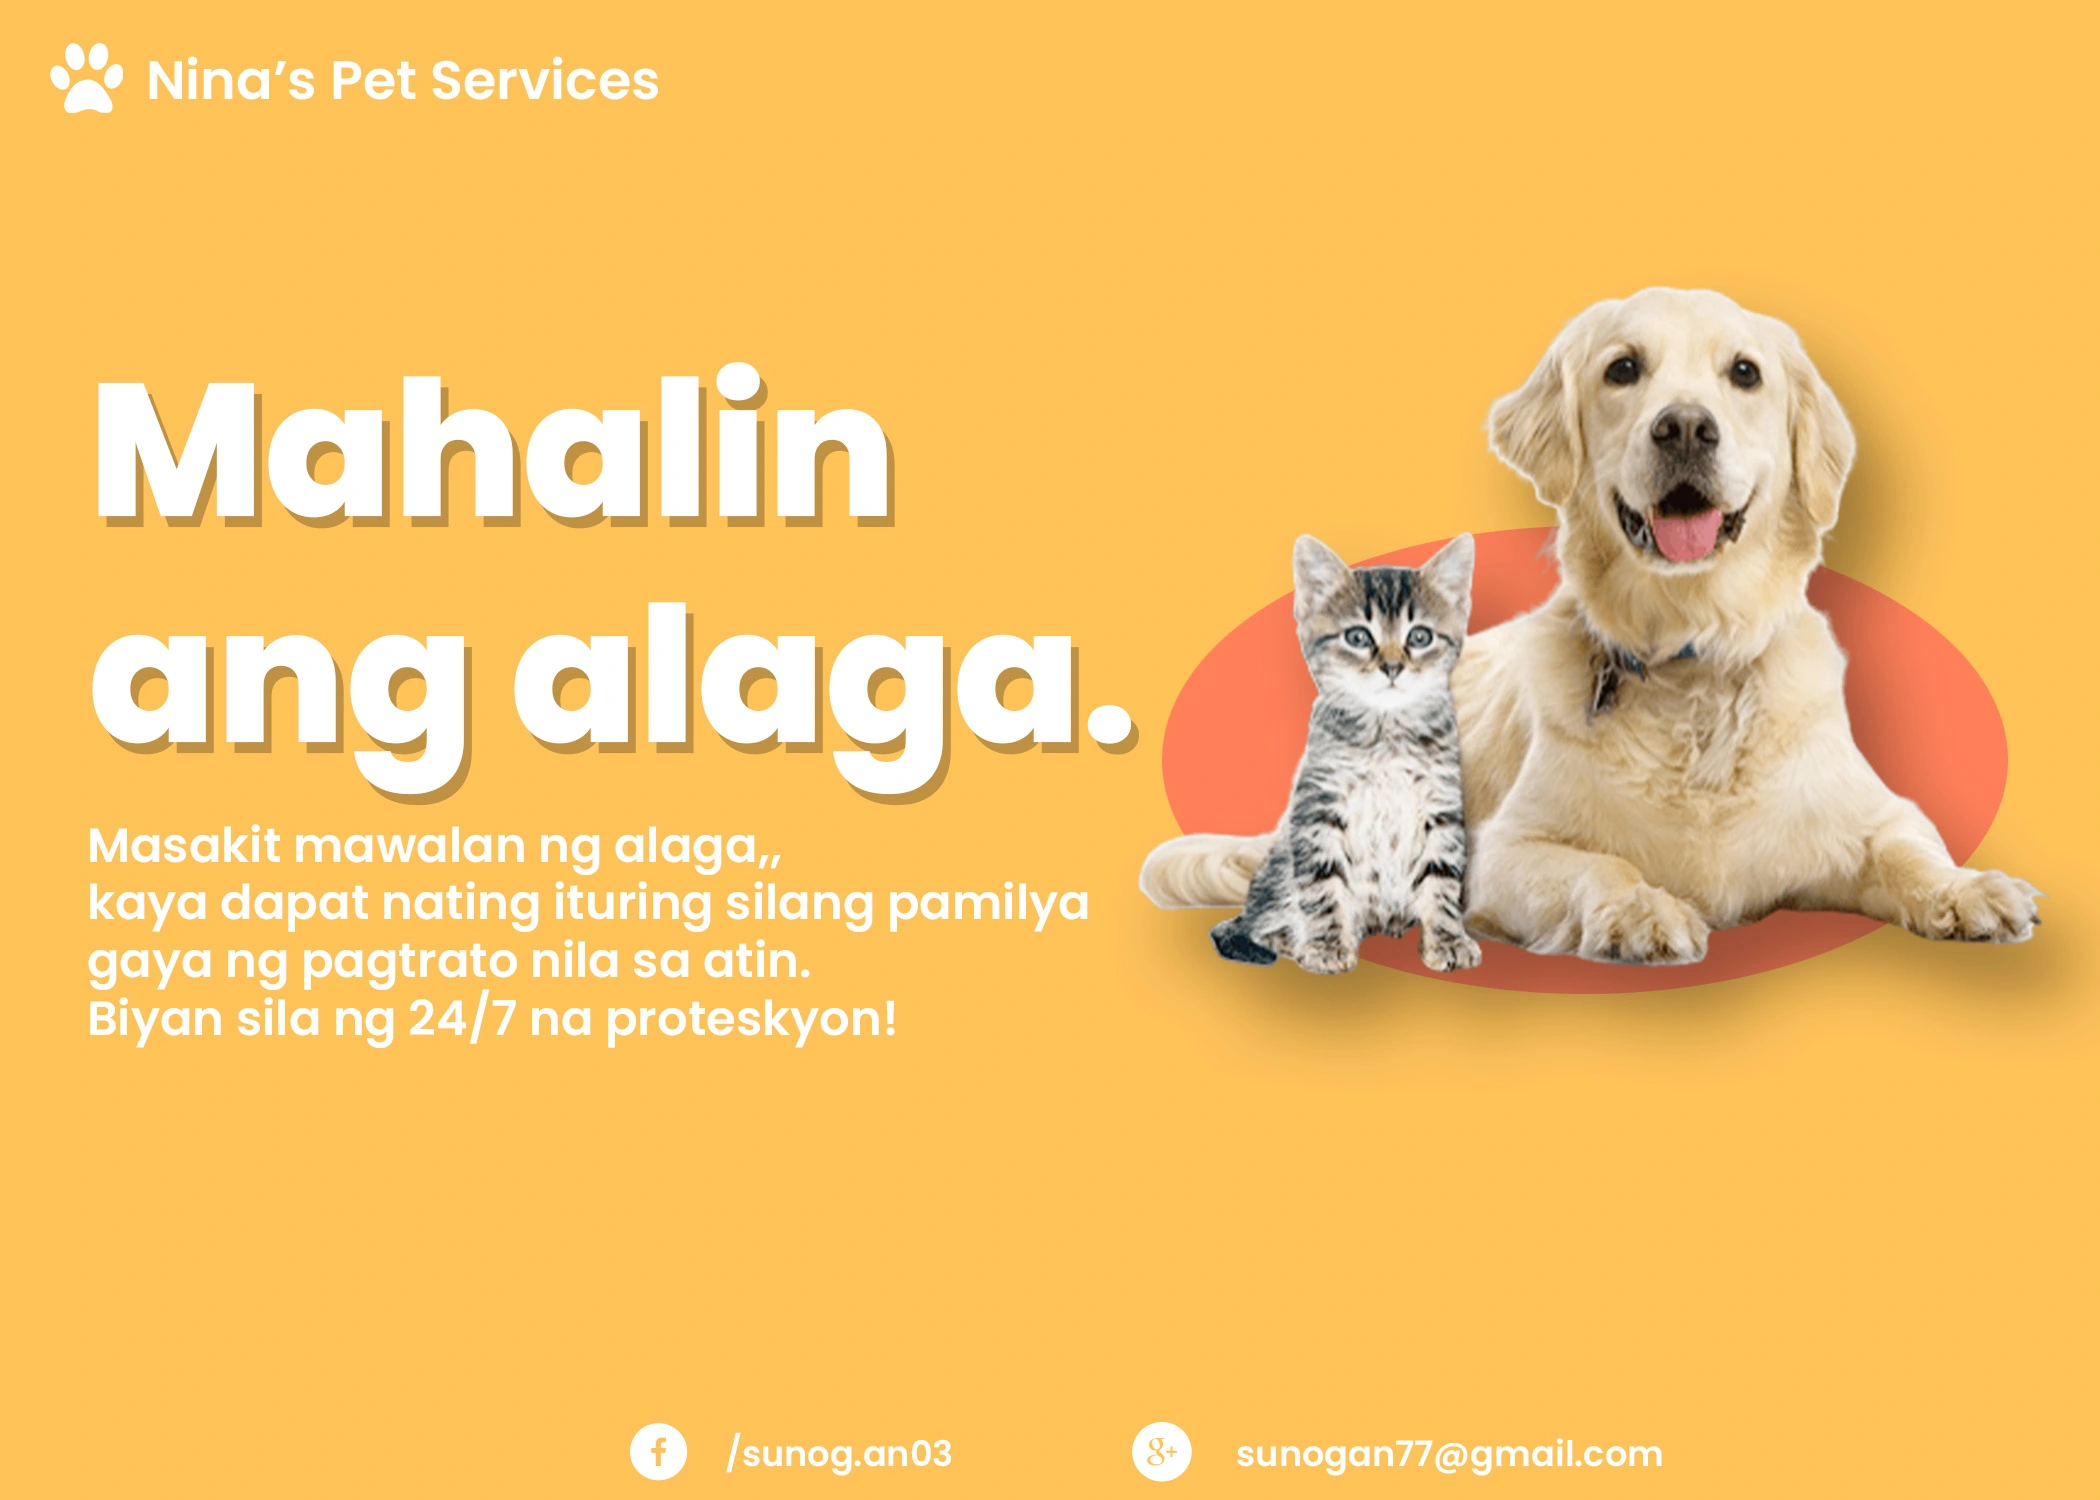 Nina’s Pet Services
Mahalin
ang alaga.
Masakit mawalan ng alaga,,
kaya dapat nating ituring silang pamilya
gaya ng pagtrato nila sa atin.
Biyan sila ng 24/7 na proteskyon!
/sunog.an03
sunogan77@gmail.com